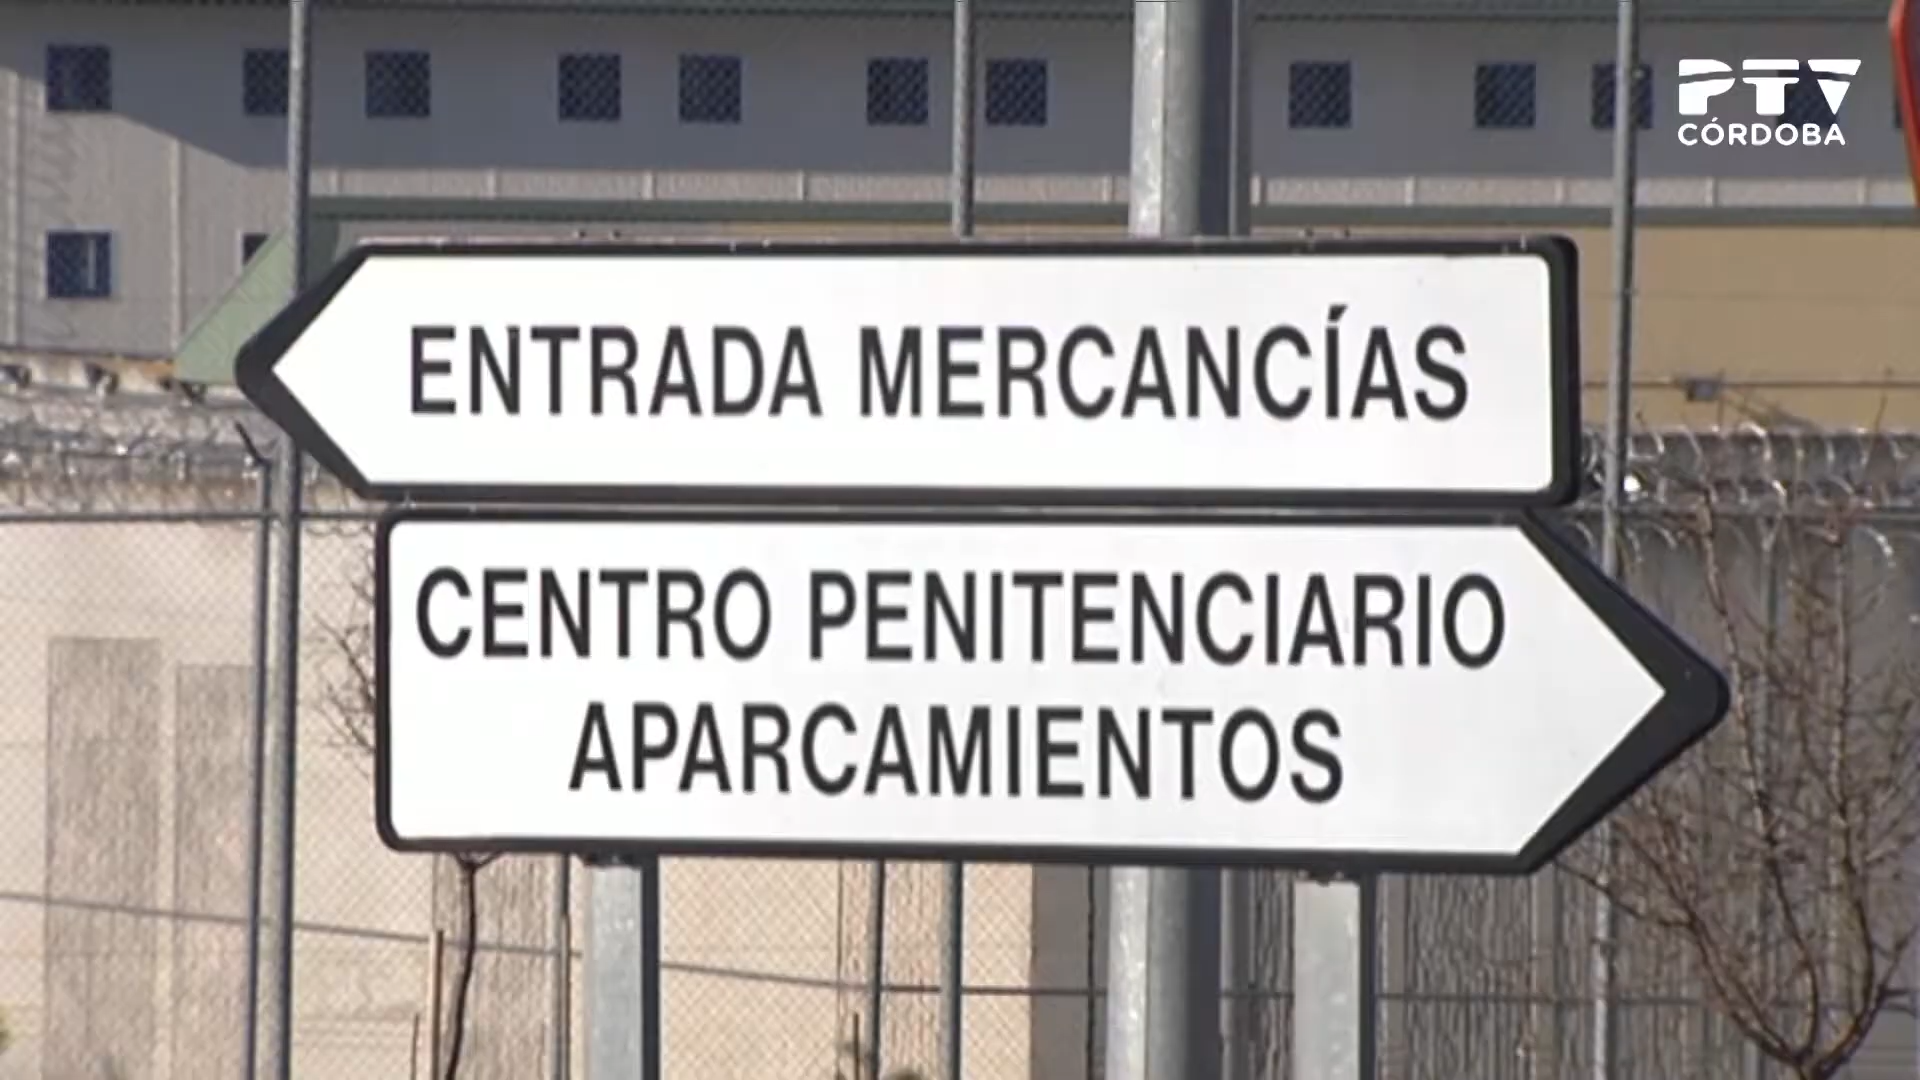 PTV
CÓRDOBA
ENTRADA MERCANCÍAS
CENTRO PENITENCIARIO
APARCAMIENTOS